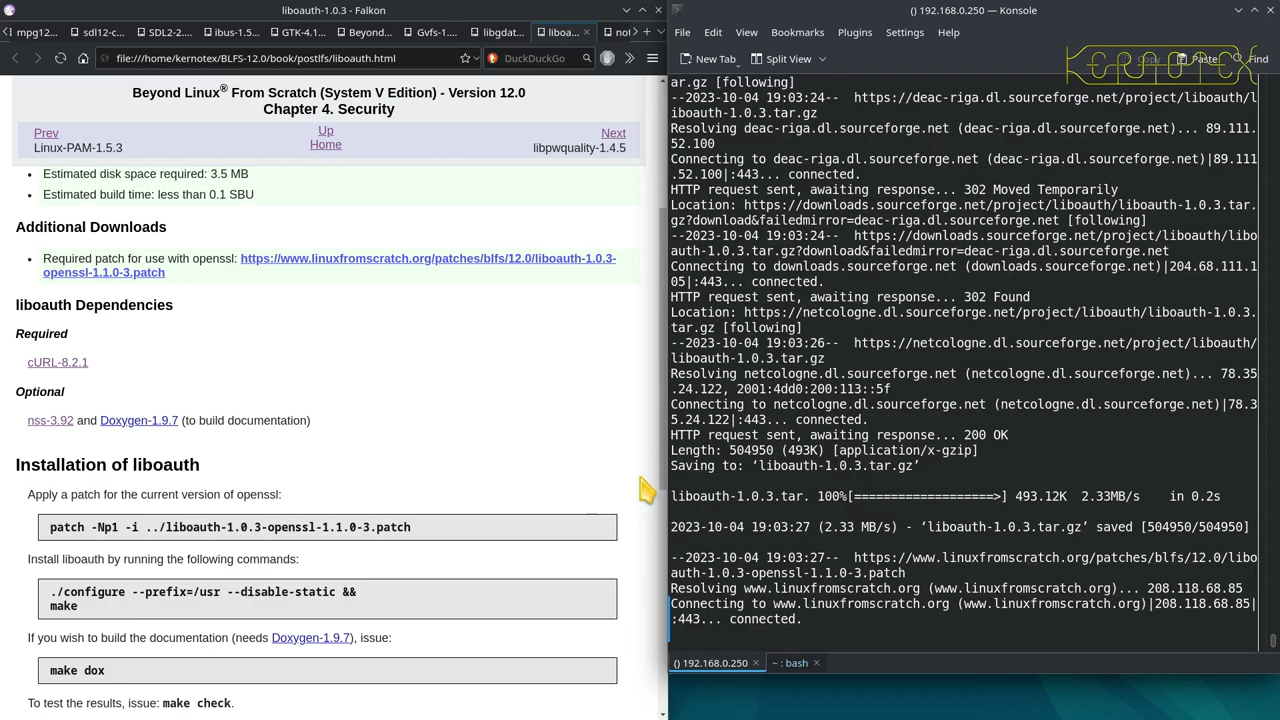 liboauth-1.0.3 - Falkon
mpg12...
sdl12-c...
SDL2-2....
ibus-1.5...
GTK-4.1...
Beyond...
Gvfs-1....
libgdat...
liboa...
not
file:///home/kernotex/BLFS-12.0/book/postlfs/liboauth.html
DuckDuckGo
Beyond Linux® From Scratch (System V Edition) - Version 12.0
Chapter 4. Security
Prev
Up
Next
Linux-PAM-1.5.3
Home
libpwquality-1.4.5
• Estimated disk space required: 3.5 MB
• Estimated build time: less than 0.1 SBU
Additional Downloads
• Required patch for use with openssl: https://www.linuxfromscratch.org/patches/blfs/12.0/liboauth-1.0.3-
openssl-1.1.0-3.patch
liboauth Dependencies
Required
cURL-8.2.1
Optional
nss-3.92 and Doxygen-1.9.7 (to build documentation)
Installation of liboauth
Apply a patch for the current version of openssl:
patch -Np1 -i ../liboauth-1.0.3-openssl-1.1.0-3.patch
Install liboauth by running the following commands:
./configure --prefix=/usr --disable-static &&
make
If you wish to build the documentation (needs Doxygen-1.9.7), issue:
make dox
To test the results, issue: make check.
() 192.168.0.250 — Konsole
File Edit View Bookmarks Plugins Settings Help
New Tab Split View Copy Paste Find
KERNOTEX
ar.gz [following]
--2023-10-04 19:03:24--  https://deac-riga.dl.sourceforge.net/project/liboauth/l
iboauth-1.0.3.tar.gz
Resolving deac-riga.dl.sourceforge.net (deac-riga.dl.sourceforge.net)... 89.111.
52.100
Connecting to deac-riga.dl.sourceforge.net (deac-riga.dl.sourceforge.net)|89.111
.52.100|:443... connected.
HTTP request sent, awaiting response... 302 Moved Temporarily
Location: https://downloads.sourceforge.net/project/liboauth/liboauth-1.0.3.tar.
gz?download&failedmirror=deac-riga.dl.sourceforge.net [following]
--2023-10-04 19:03:24--  https://downloads.sourceforge.net/project/liboauth/libo
auth-1.0.3.tar.gz?download&failedmirror=deac-riga.dl.sourceforge.net
Connecting to downloads.sourceforge.net (downloads.sourceforge.net)|204.68.111.1
05|:443... connected.
HTTP request sent, awaiting response... 302 Found
Location: https://netcologne.dl.sourceforge.net/project/liboauth/liboauth-1.0.3.
tar.gz [following]
--2023-10-04 19:03:26--  https://netcologne.dl.sourceforge.net/project/liboauth/
liboauth-1.0.3.tar.gz
Resolving netcologne.dl.sourceforge.net (netcologne.dl.sourceforge.net)... 78.35
.24.122, 2001:4dd0:200:113::5f
Connecting to netcologne.dl.sourceforge.net (netcologne.dl.sourceforge.net)|78.3
5.24.122|:443... connected.
HTTP request sent, awaiting response... 200 OK
Length: 504950 (493K) [application/x-gzip]
Saving to: ‘liboauth-1.0.3.tar.gz’
liboauth-1.0.3.tar. 100%[===================>] 493.12K  2.33MB/s    in 0.2s
2023-10-04 19:03:27 (2.33 MB/s) - ‘liboauth-1.0.3.tar.gz’ saved [504950/504950]
--2023-10-04 19:03:27--  https://www.linuxfromscratch.org/patches/blfs/12.0/libo
auth-1.0.3-openssl-1.1.0-3.patch
Resolving www.linuxfromscratch.org (www.linuxfromscratch.org)... 208.118.68.85
Connecting to www.linuxfromscratch.org (www.linuxfromscratch.org)|208.118.68.85|
:443... connected.
() 192.168.0.250
~ : bash